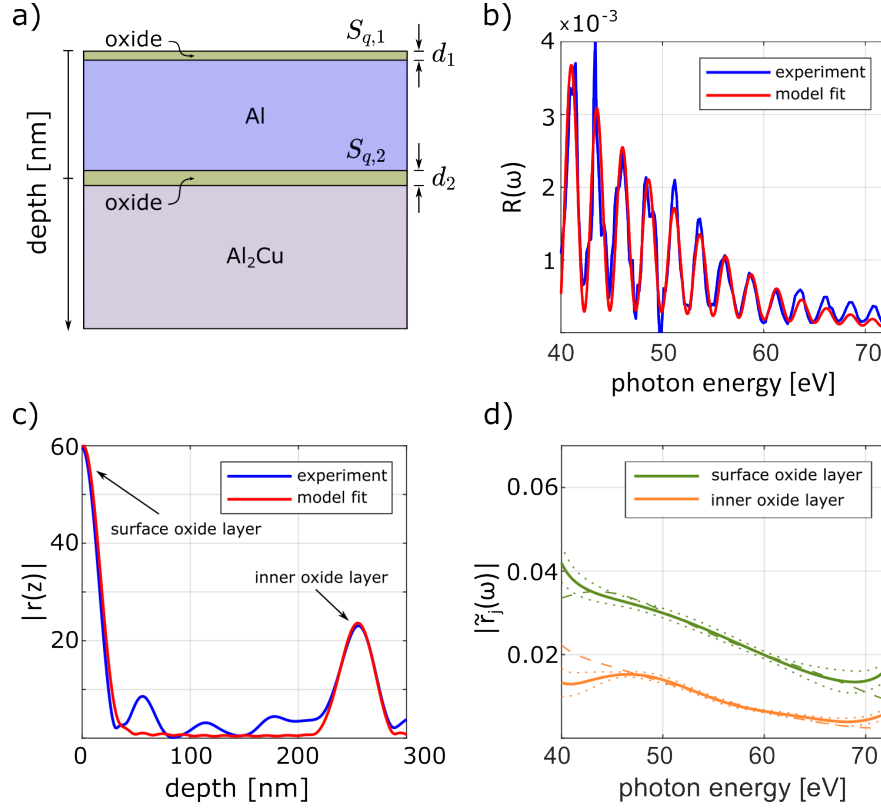 a)
oxide
S_{q,1}
d_1
Al
S_{q,2}
d_2
oxide
Al_2Cu
depth [nm]
b)
×10^{-3}
4
3
2
1
R(ω)
experiment
model fit
40
50
60
70
photon energy [eV]
c)
60
40
20
|r(z)|
experiment
model fit
surface oxide layer
inner oxide layer
0
100
200
300
depth [nm]
d)
0.06
0.04
0.02
|r̃_j(ω)|
surface oxide layer
inner oxide layer
40
50
60
70
photon energy [eV]